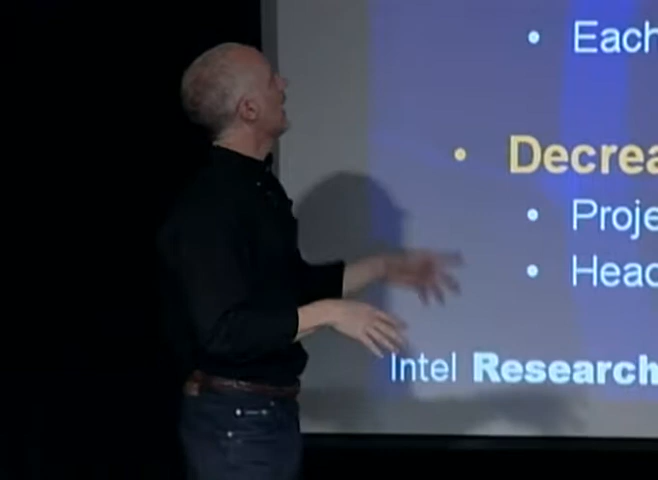 • Each
• Decrea
• Proje
• Head
Intel Research